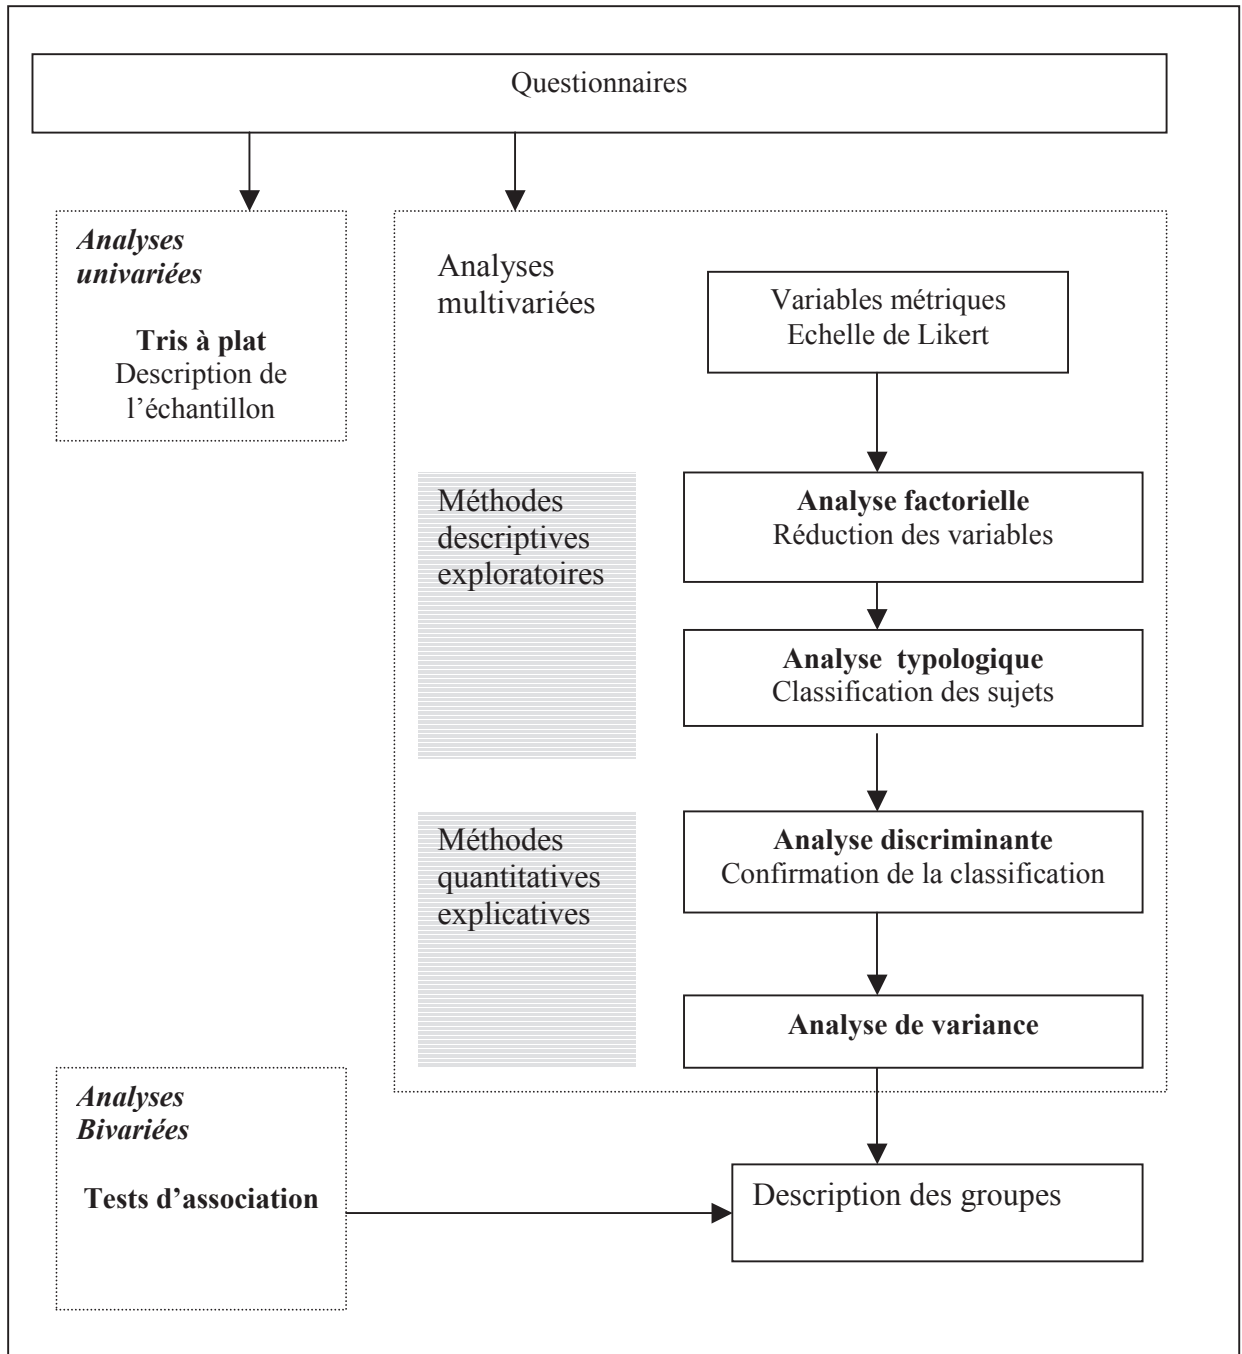 Questionnaires
Analyses
univariées
Tris à plat
Description de
l’échantillon
Analyses
multivariées
Variables métriques
Echelle de Likert
Méthodes
descriptives
exploratoires
Analyse factorielle
Réduction des variables
Analyse typologique
Classification des sujets
Méthodes
quantitatives
explicatives
Analyse discriminante
Confirmation de la classification
Analyse de variance
Analyses
Bivariées
Tests d’association
Description des groupes